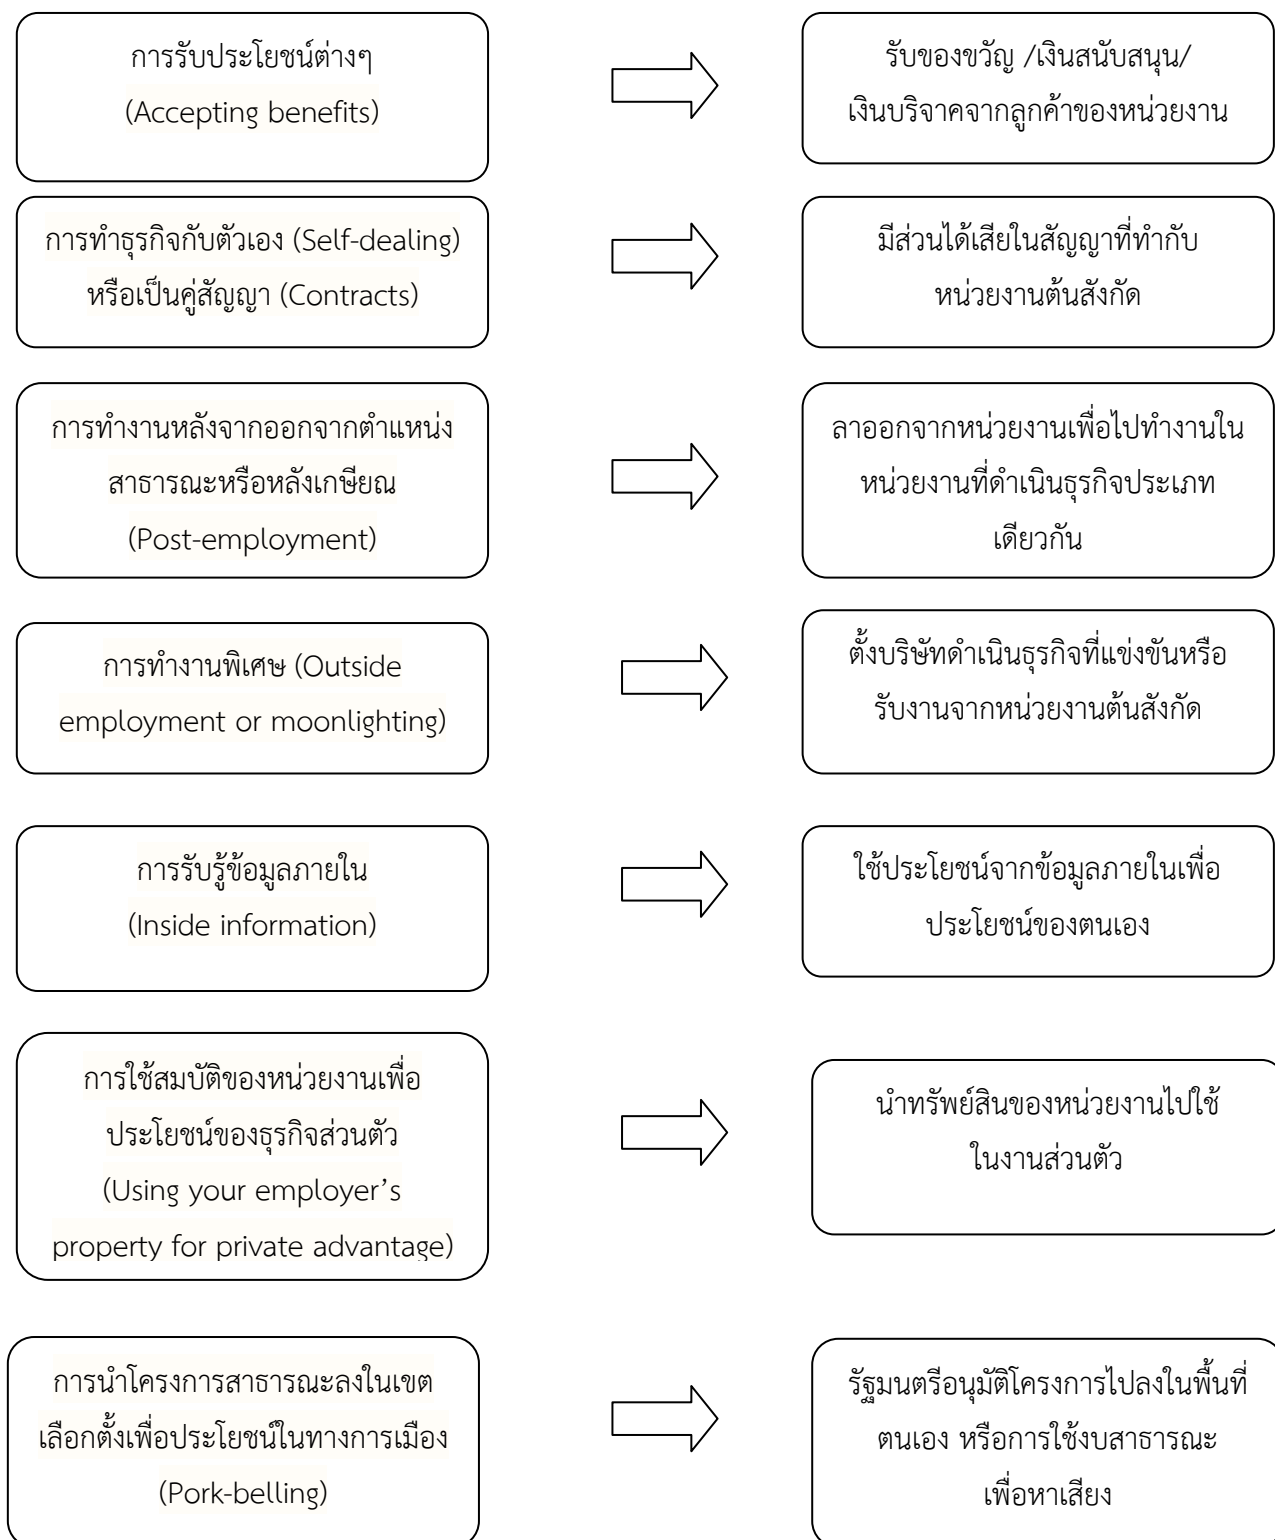 การรับประโยชน์ต่างๆ
(Accepting benefits)
รับของขวัญ /เงินสนับสนุน/
เงินบริจาคจากลูกค้าของหน่วยงาน
การทำธุรกิจกับตัวเอง (Self-dealing)
หรือเป็นคู่สัญญา (Contracts)
มีส่วนได้เสียในสัญญาที่ทำกับ
หน่วยงานต้นสังกัด
การทำงานหลังจากออกจากตำแหน่ง
สาธารณะหรือหลังเกษียณ
(Post-employment)
ลาออกจากหน่วยงานเพื่อไปทำงานใน
หน่วยงานที่ดำเนินธุรกิจประเภท
เดียวกัน
การทำงานพิเศษ (Outside
employment or moonlighting)
ตั้งบริษัทดำเนินธุรกิจที่แข่งขันหรือ
รับงานจากหน่วยงานต้นสังกัด
การรับรู้ข้อมูลภายใน
(Inside information)
ใช้ประโยชน์จากข้อมูลภายในเพื่อ
ประโยชน์ของตนเอง
การใช้สมบัติของหน่วยงานเพื่อ
ประโยชน์ของธุรกิจส่วนตัว
(Using your employer’s
property for private advantage)
นำทรัพย์สินของหน่วยงานไปใช้
ในงานส่วนตัว
การนำโครงการสาธารณะลงในเขต
เลือกตั้งเพื่อประโยชน์ในทางการเมือง
(Pork-belling)
รัฐมนตรีอนุมัติโครงการไปลงในพื้นที่
ตนเอง หรือการใช้งบสาธารณะ
เพื่อหาเสียง